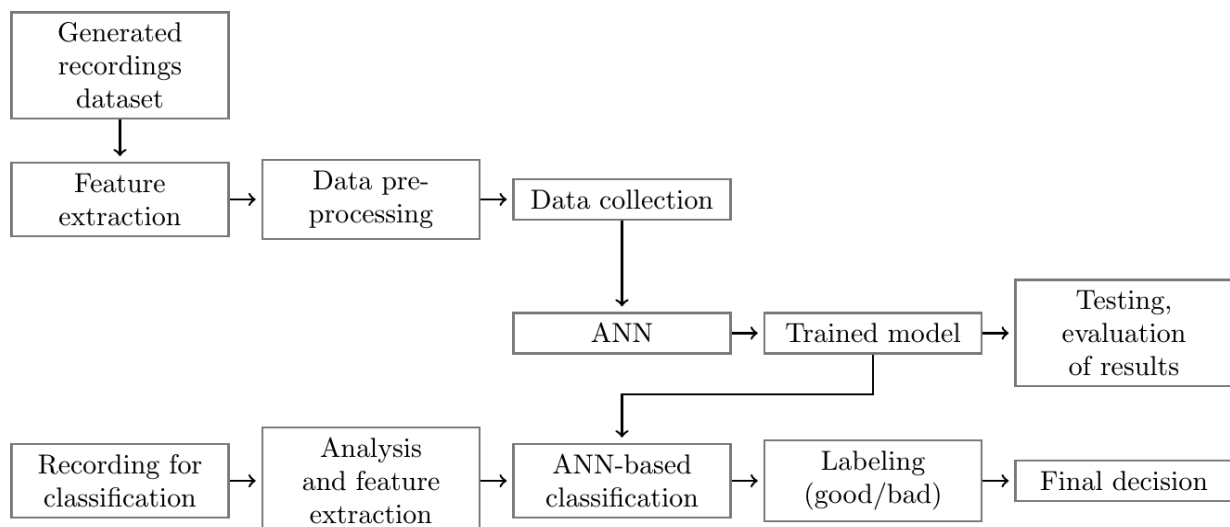 Generated
recordings
dataset
Feature
extraction
Data pre-
processing
Data collection
ANN
Trained model
Testing,
evaluation
of results
Recording for
classification
Analysis
and feature
extraction
ANN-based
classification
Labeling
(good/bad)
Final decision